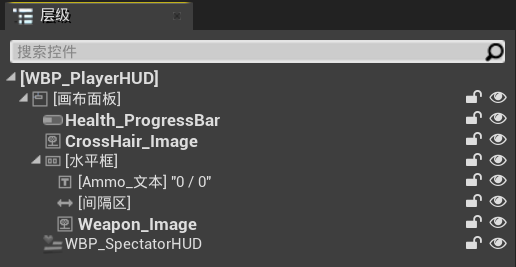 层级
搜索控件
[WBP_PlayerHUD]
[画布面板]
Health_ProgressBar
CrossHair_Image
[水平框]
[Ammo_文本] "0 / 0"
[间隔区]
Weapon_Image
WBP_SpectatorHUD